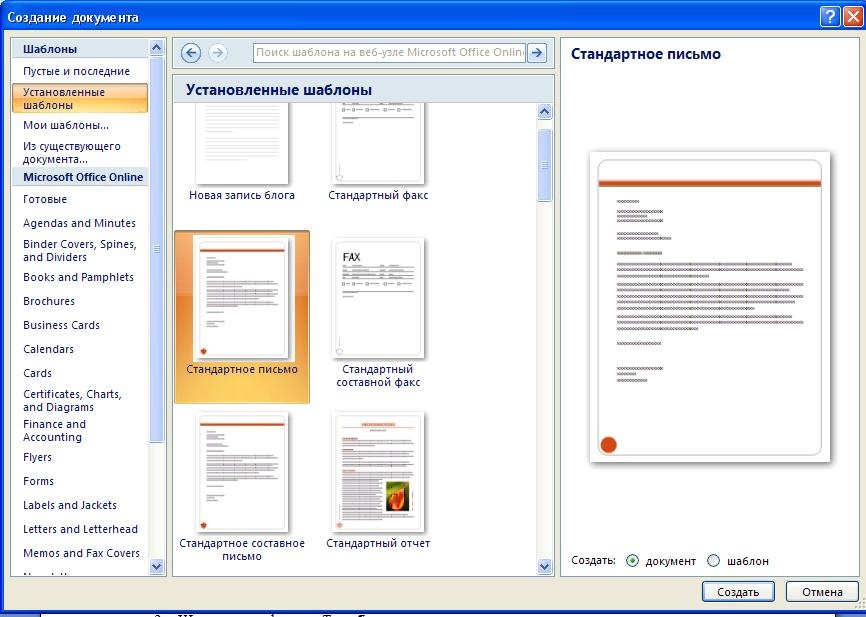 Создание документа
Шаблоны
Пустые и последние
Установленные
шаблоны
Мои шаблоны...
Из существующего
документа...
Microsoft Office Online
Готовые
Agendas and Minutes
Binder Covers, Spines,
and Dividers
Books and Pamphlets
Brochures
Business Cards
Calendars
Cards
Certificates, Charts,
and Diagrams
Finance and
Accounting
Flyers
Forms
Labels and Jackets
Letters and Letterhead
Memos and Fax Covers
Поиск шаблона на веб-узле Microsoft Office Onlin
Установленные шаблоны
Новая запись блога
Стандартный факс
FAX
Стандартное письмо
Стандартный
составной факс
Стандартное составное
письмо
Стандартный отчет
Стандартное письмо
Создать:
документ
шаблон
Создать
Отмена